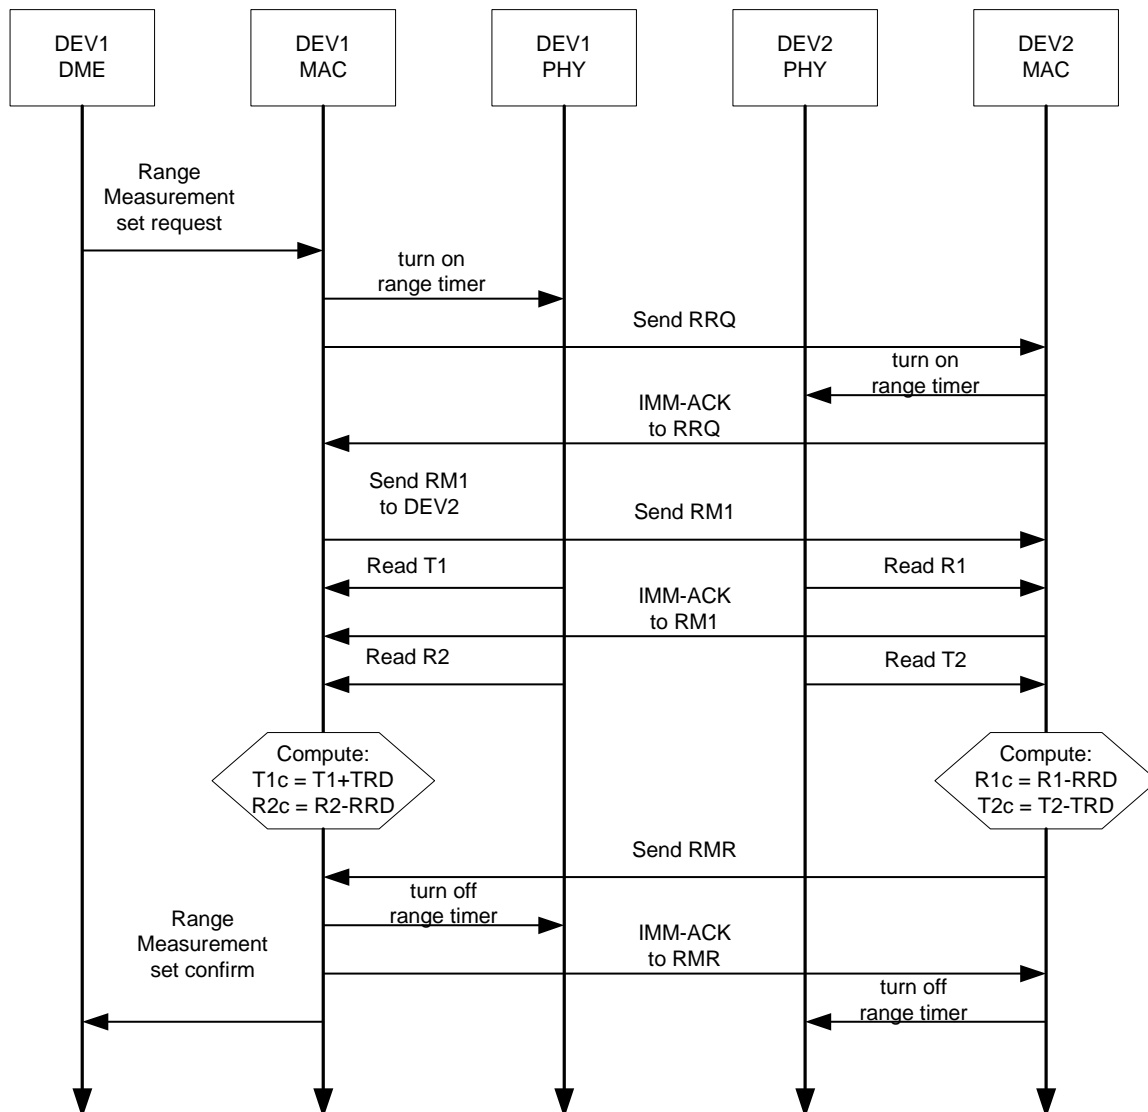 DEV1
DME
DEV1
MAC
DEV1
PHY
DEV2
PHY
DEV2
MAC
Range
Measurement
set request
turn on
range timer
Send RRQ
turn on
range timer
IMM-ACK
to RRQ
Send RM1
to DEV2
Send RM1
Read T1
Read R1
IMM-ACK
to RM1
Read R2
Read T2
Compute:
T1c = T1+TRD
R2c = R2-RRD
Compute:
R1c = R1-RRD
T2c = T2-TRD
Send RMR
turn off
range timer
Range
Measurement
set confirm
IMM-ACK
to RMR
turn off
range timer